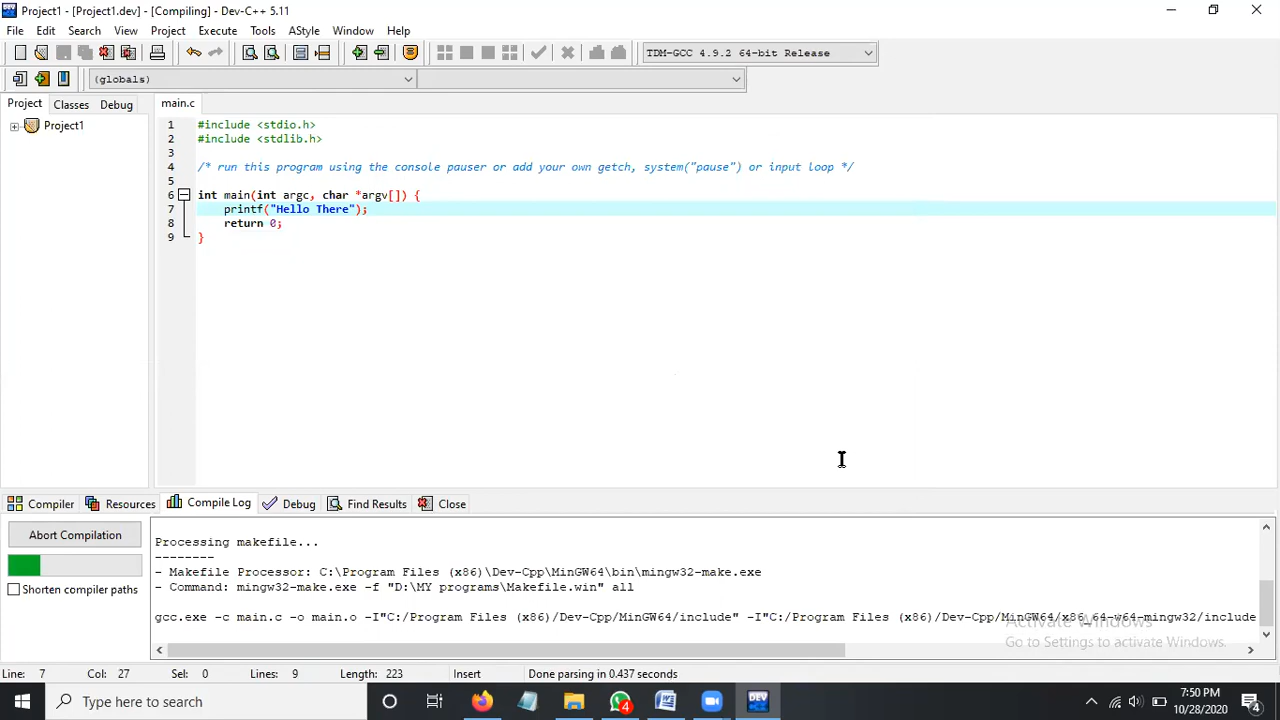 Project1 - [Project1.dev] - [Compiling] - Dev-C++ 5.11
File Edit Search View Project Execute Tools AStyle Window Help
TDM-GCC 4.9.2 64-bit Release
(globals)
Project Classes Debug main.c
Project1
1 #include <stdio.h>
2 #include <stdlib.h>
3
4 /* run this program using the console pauser or add your own getch, system("pause") or input loop */
5
6 int main(int argc, char *argv[]) {
7 printf("Hello There");
8 return 0;
9 }
Compiler Resources Compile Log Debug Find Results Close
Abort Compilation
Shorten compiler paths
Processing makefile...
--------
- Makefile Processor: C:\Program Files (x86)\Dev-Cpp\MinGW64\bin\mingw32-make.exe
- Command: mingw32-make.exe -f "D:\MY programs\Makefile.win" all
gcc.exe -c main.c -o main.o -I"C:/Program Files (x86)/Dev-Cpp/MinGW64/include" -I"C:/Program Files (x86)/Dev-Cpp/MinGW64/x86_64-w64-mingw32/include
Activate Windows
Go to Settings to activate Windows.
Line: 7 Col: 27 Sel: 0 Lines: 9 Length: 223 Insert Done parsing in 0.437 seconds
Type here to search
4
DEV
7:50 PM
10/28/2020
4